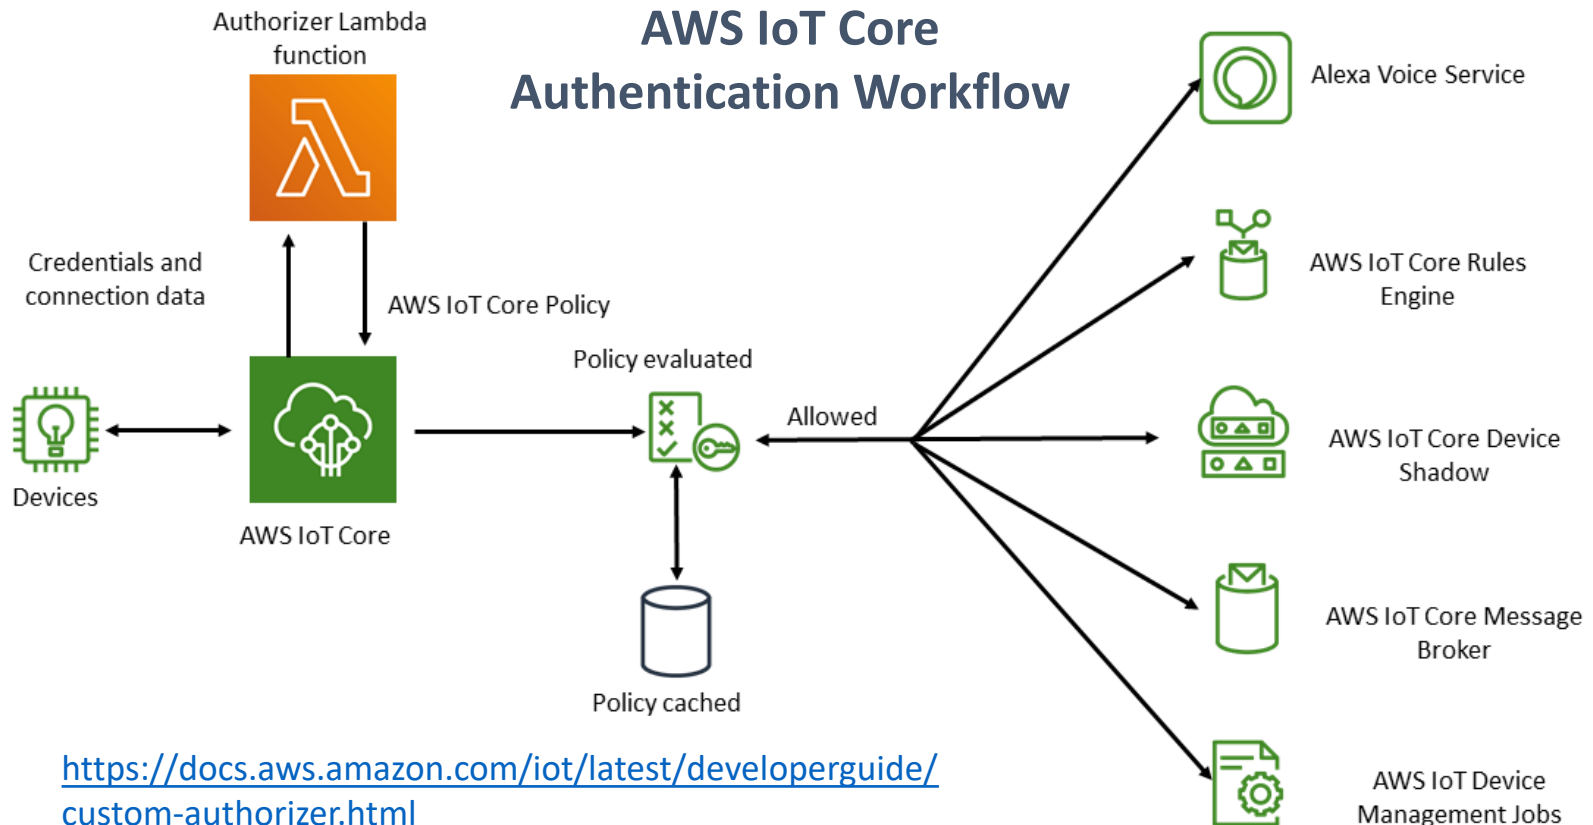 Authorizer Lambda
function
AWS IoT Core
Authentication Workflow
Alexa Voice Service
Credentials and
connection data
AWS IoT Core Policy
AWS IoT Core Rules
Engine
Policy evaluated
Allowed
Devices
AWS IoT Core
AWS IoT Core Device
Shadow
AWS IoT Core Message
Broker
Policy cached
https://docs.aws.amazon.com/iot/latest/developerguide/
custom-authorizer.html
AWS IoT Device
Management Jobs